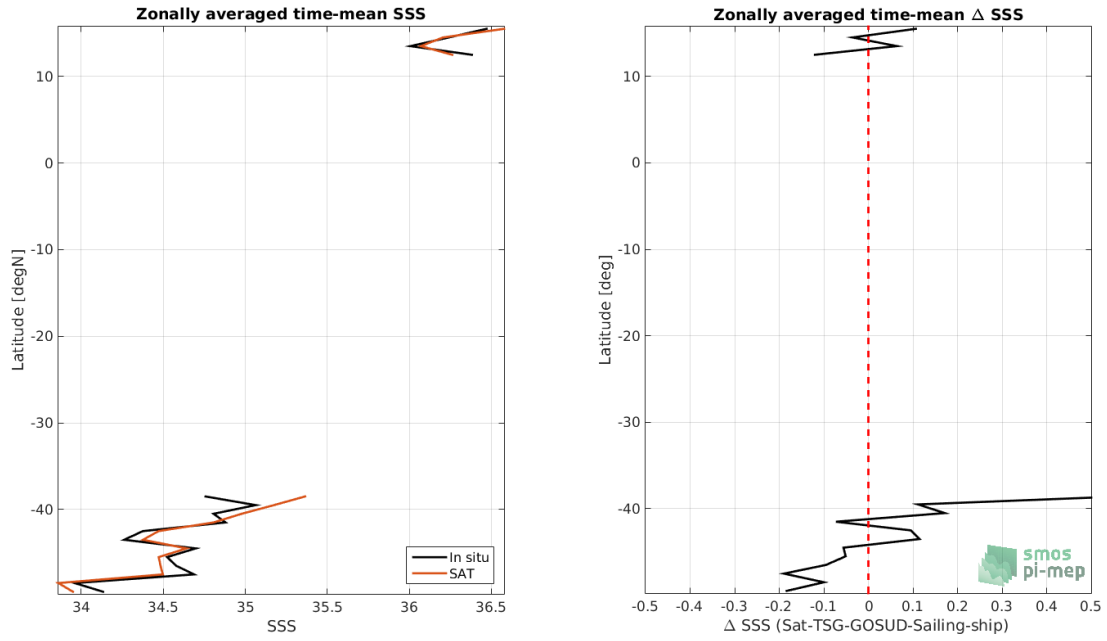 Zonally averaged time-mean SSS
Latitude [degN]
10
0
-10
-20
-30
-40
34
34.5
35
35.5
36
36.5
SSS
In situ
SAT
Zonally averaged time-mean Δ SSS
Latitude [deg]
10
0
-10
-20
-30
-40
-0.5
-0.4
-0.3
-0.2
-0.1
0
0.1
0.2
0.3
0.4
0.5
Δ SSS (Sat-TSG-GOSUD-Sailing-ship)
smos
pi-mep